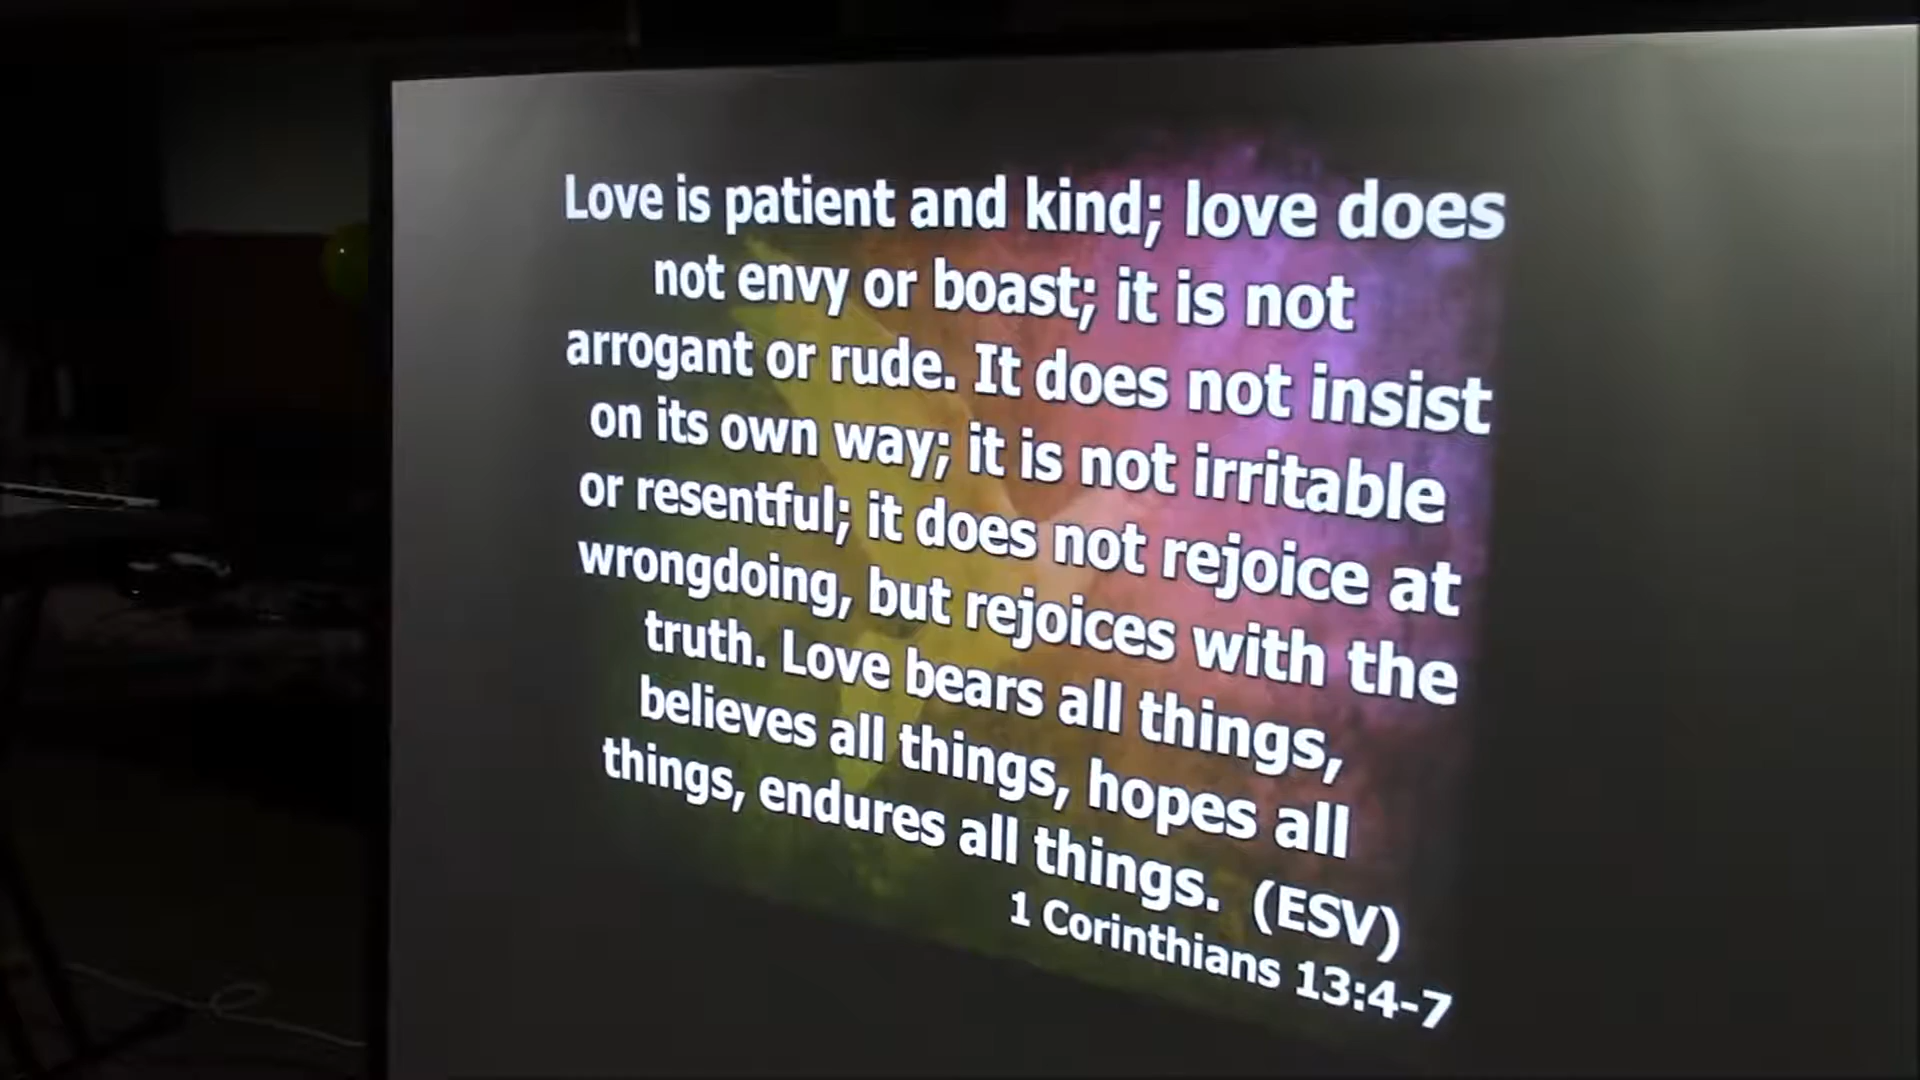 Love is patient and kind; love does
not envy or boast; it is not
arrogant or rude. It does not insist
on its own way; it is not irritable
or resentful; it does not rejoice at
wrongdoing, but rejoices with the
truth. Love bears all things,
believes all things, hopes all
things, endures all things. (ESV)
1 Corinthians 13:4-7